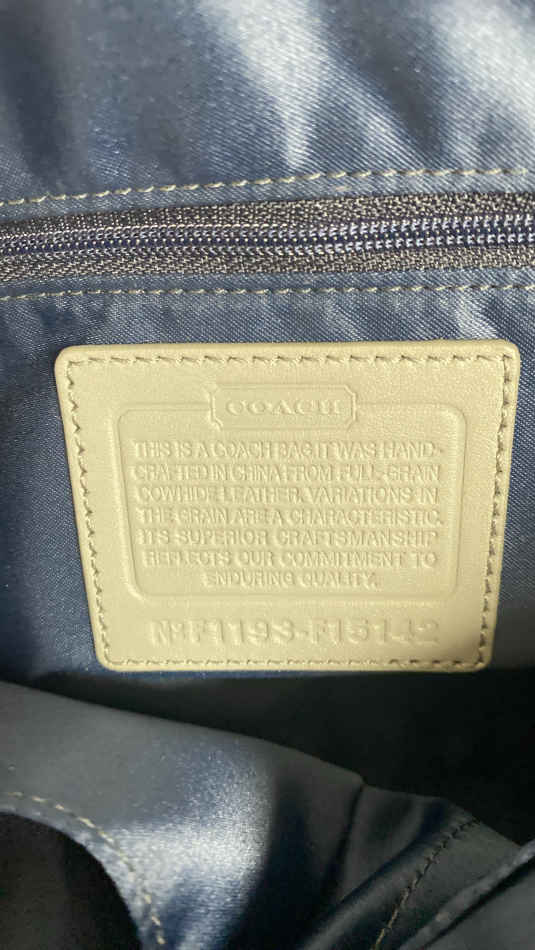 COACH
THIS IS A COACH BAG.IT WAS HAND-
CRAFTED IN CHINA FROM FULL-GRAIN
COWHIDE LEATHER.VARIATIONS IN
THE GRAIN ARE A CHARACTERISTIC.
ITS SUPERIOR CRAFTSMANSHIP
REFLECTS OUR COMMITMENT TO
ENDURING QUALITY.
Nº F1193-F15142